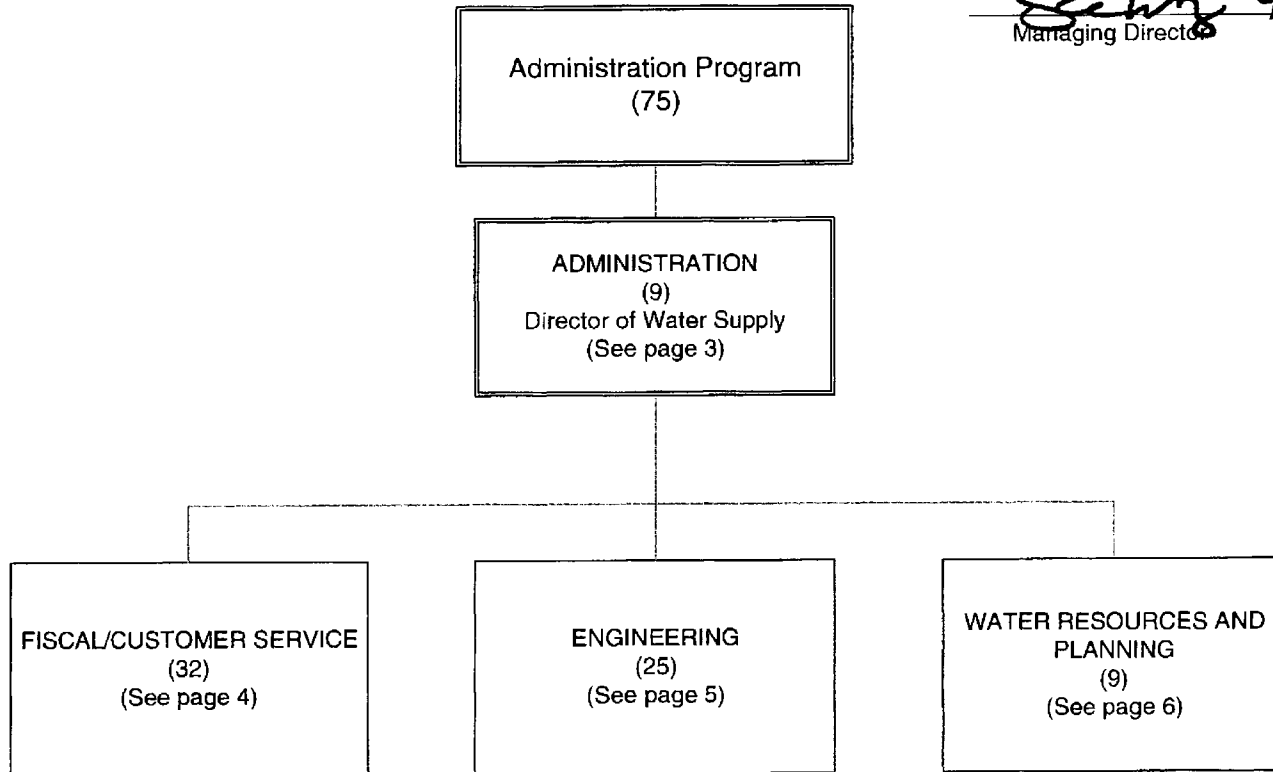 Managing Director
Administration Program
(75)
ADMINISTRATION
(9)
Director of Water Supply
(See page 3)
FISCAL/CUSTOMER SERVICE
(32)
(See page 4)
ENGINEERING
(25)
(See page 5)
WATER RESOURCES AND
PLANNING
(9)
(See page 6)